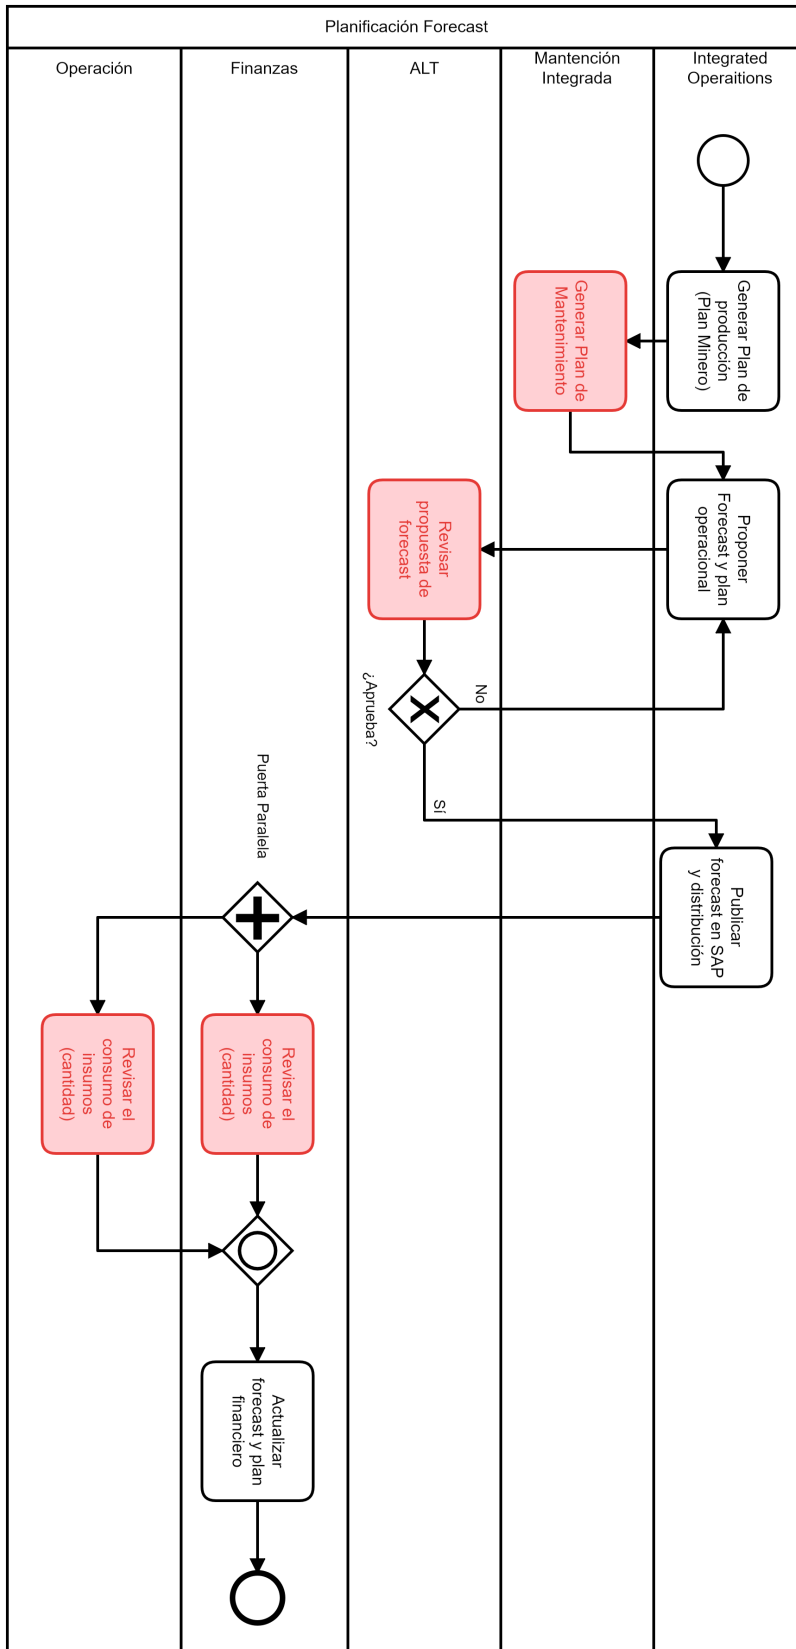 Planificación Forecast
Operación
Finanzas
ALT
Mantención
Integrada
Integrated
Operaitions
Generar Plan de
producción
(Plan Minero)
Generar Plan de
Mantenimiento
Proponer
Forecast y plan
operacional
Revisar
propuesta de
forecast
¿Aprueba?
No
Sí
Publicar
forecast en SAP
y distribución
Puerta Paralela
Revisar el
consumo de
insumos
(cantidad)
Revisar el
consumo de
insumos
(cantidad)
Actualizar
forecast y plan
financiero